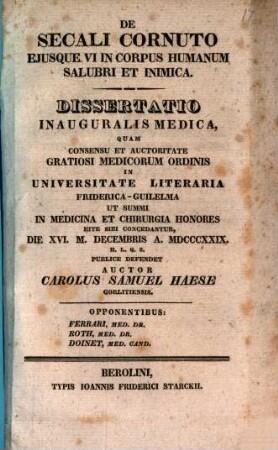 DE
SECALI CORNUTO
EJUSQUE VI IN CORPUS HUMANUM
SALUBRI ET INIMICA.
DISSERTATIO
INAUGURALIS MEDICA,
QUAM
CONSENSU ET AUCTORITATE
GRATIOSI MEDICORUM ORDINIS
IN
UNIVERSITATE LITERARIA
FRIDERICA-GUILELMA
UT SUMMI
IN MEDICINA ET CHIRURGIA HONORES
RITE SIBI CONCEDANTUR,
DIE XVI. M. DECEMBRIS A. MDCCCXXIX.
H. L. Q. S.
PUBLICE DEFENDET
AUCTOR
CAROLUS SAMUEL HAESE
GORLITIENSIS.
OPPONENTIBUS:
FERRARI, MED. DR.
ROTH, MED. DR.
DOINET, MED. CAND.
BEROLINI,
TYPIS IOANNIS FRIDERICI STARCKII.